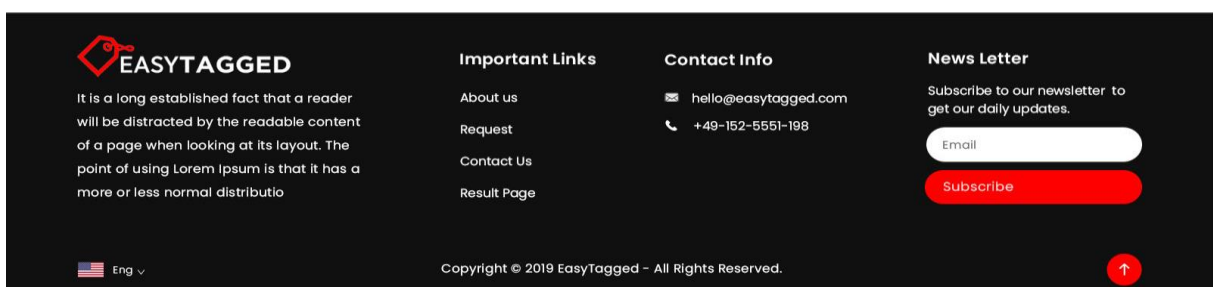 EASYTAGGED
It is a long established fact that a reader
will be distracted by the readable content
of a page when looking at its layout. The
point of using Lorem Ipsum is that it has a
more or less normal distributio
Important Links
About us
Request
Contact Us
Result Page
Contact Info
hello@easytagged.com
+49-152-5551-198
News Letter
Subscribe to our newsletter to
get our daily updates.
Email
Subscribe
Eng
Copyright © 2019 EasyTagged - All Rights Reserved.